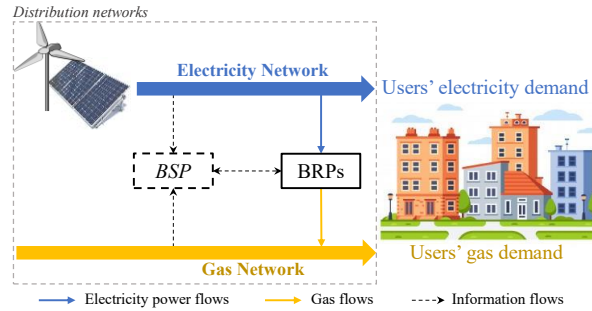 Distribution networks
Electricity Network
Users’ electricity demand
BSP
BRPs
Gas Network
Users’ gas demand
Electricity power flows
Gas flows
Information flows